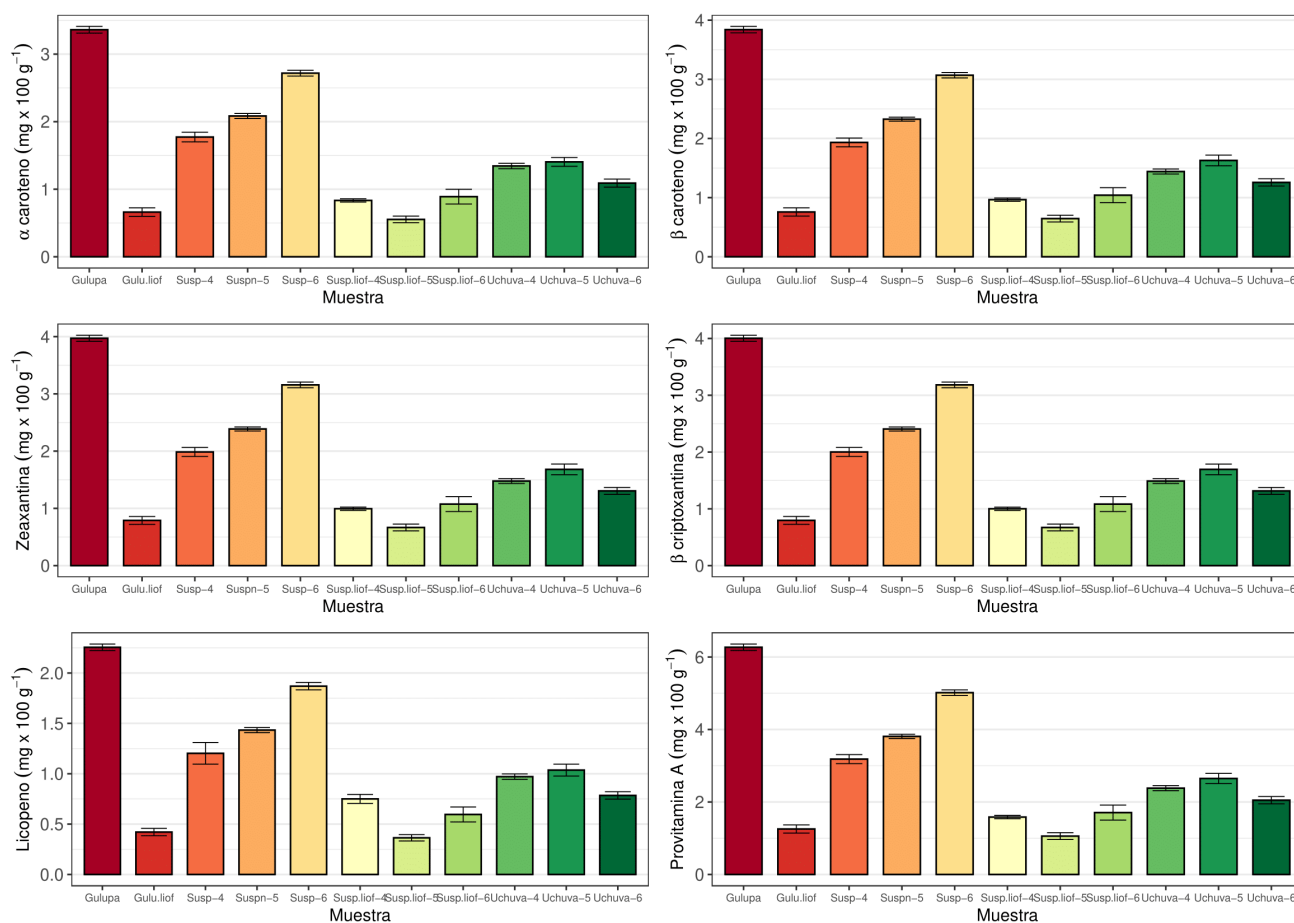 α caroteno (mg x 100 g⁻¹)
3
2
1
0
Gulupa Gulu.liof Susp−4 Suspn−5 Susp−6 Susp.liof−4 Susp.liof−5 Susp.liof−6 Uchuva−4 Uchuva−5 Uchuva−6
Muestra
β caroteno (mg x 100 g⁻¹)
4
3
2
1
0
Gulupa Gulu.liof Susp−4 Suspn−5 Susp−6 Susp.liof−4 Susp.liof−5 Susp.liof−6 Uchuva−4 Uchuva−5 Uchuva−6
Muestra
Zeaxantina (mg x 100 g⁻¹)
4
3
2
1
0
Gulupa Gulu.liof Susp−4 Suspn−5 Susp−6 Susp.liof−4 Susp.liof−5 Susp.liof−6 Uchuva−4 Uchuva−5 Uchuva−6
Muestra
β criptoxantina (mg x 100 g⁻¹)
4
3
2
1
0
Gulupa Gulu.liof Susp−4 Suspn−5 Susp−6 Susp.liof−4 Susp.liof−5 Susp.liof−6 Uchuva−4 Uchuva−5 Uchuva−6
Muestra
Licopeno (mg x 100 g⁻¹)
2.0
1.5
1.0
0.5
0.0
Gulupa Gulu.liof Susp−4 Suspn−5 Susp−6 Susp.liof−4 Susp.liof−5 Susp.liof−6 Uchuva−4 Uchuva−5 Uchuva−6
Muestra
Provitamina A (mg x 100 g⁻¹)
6
4
2
0
Gulupa Gulu.liof Susp−4 Suspn−5 Susp−6 Susp.liof−4 Susp.liof−5 Susp.liof−6 Uchuva−4 Uchuva−5 Uchuva−6
Muestra